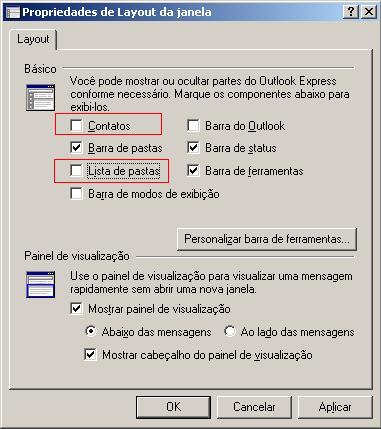 Propriedades de Layout da janela
Layout
Básico
Você pode mostrar ou ocultar partes do Outlook Express
conforme necessário. Marque os componentes abaixo para
exibi-los.
Contatos
Barra do Outlook
Barra de pastas
Barra de status
Lista de pastas
Barra de ferramentas
Barra de modos de exibição
Personalizar barra de ferramentas...
Painel de visualização
Use o painel de visualização para visualizar uma mensagem
rapidamente sem abrir uma nova janela.
Mostrar painel de visualização
Abaixo das mensagens
Ao lado das mensagens
Mostrar cabeçalho do painel de visualização
OK
Cancelar
Aplicar